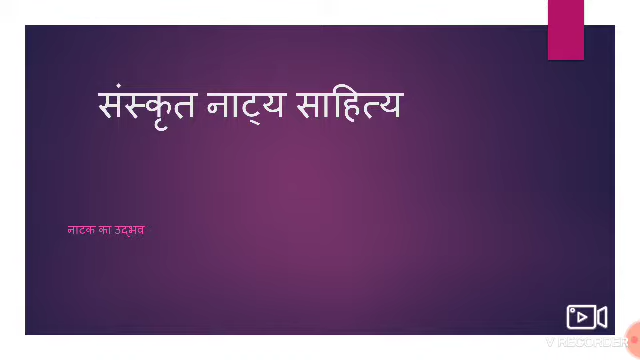 संस्कृत नाट्य साहित्य
नाटक का उद्भव
V RECORDER